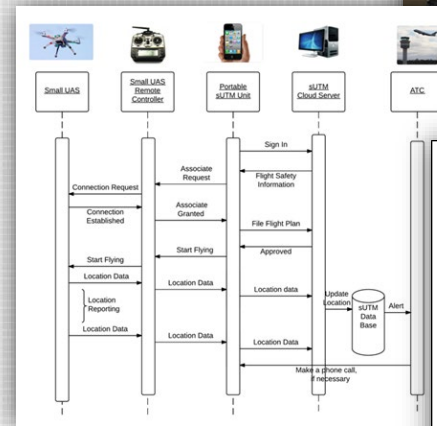 Small UAS
Small UAS
Remote
Controller
Portable
sUTM Unit
sUTM
Cloud Server
ATC
Sign In
Associate
Request
Flight Safety
Information
Connection Request
Connection
Established
Associate
Granted
File Flight Plan
Start Flying
Approved
Start Flying
Location Data
Location Data
Location data
Update
Location
sUTM
Data
Base
Alert
Location
Reporting
Location Data
Location Data
Location Data
Make a phone call,
if necessary